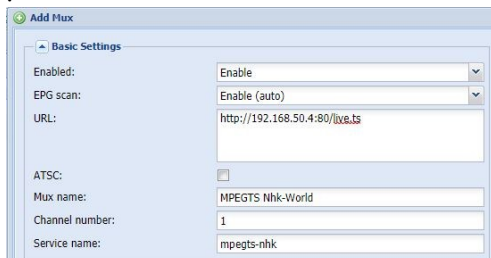 Add Mux
Basic Settings
Enabled: Enable
EPG scan: Enable (auto)
URL: http://192.168.50.4:80/live.ts
ATSC:
Mux name: MPEGTS Nhk-World
Channel number: 1
Service name: mpegts-nhk